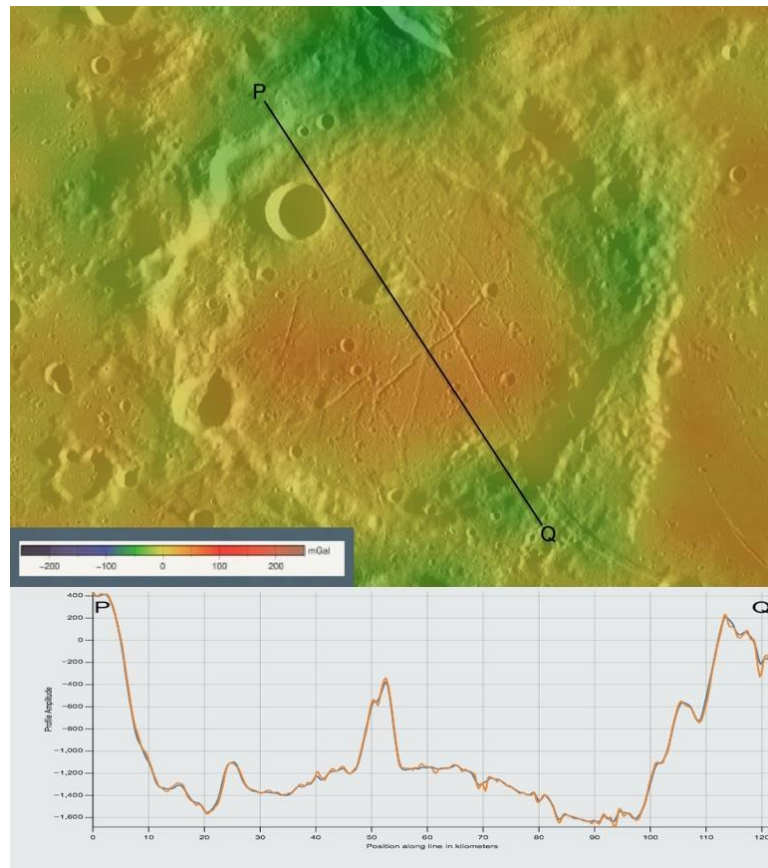 P
Q
mGal
−200 −100 0 100 200
P Q
400
200
0
−200
−400
−600
−800
−1,000
−1,200
−1,400
−1,600
Profile Amplitude
0 10 20 30 40 50 60 70 80 90 100 110 120
Position along line in kilometers